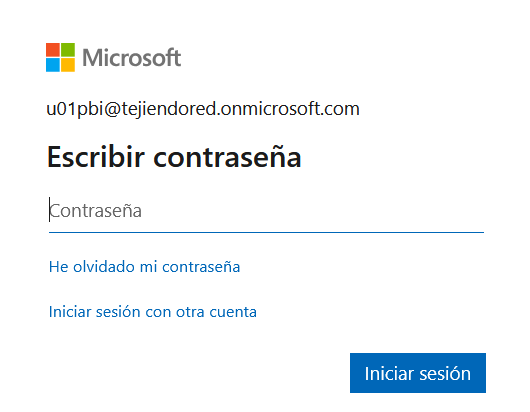 Microsoft
u01pbi@tejiendored.onmicrosoft.com
Escribir contraseña
Contraseña
He olvidado mi contraseña
Iniciar sesión con otra cuenta
Iniciar sesión